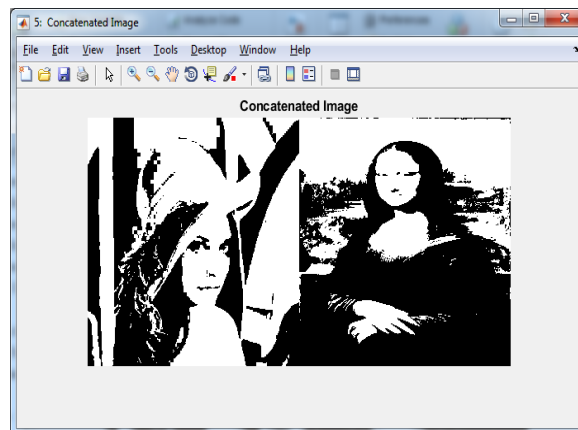 5: Concatenated Image
File Edit View Insert Tools Desktop Window Help
Concatenated Image